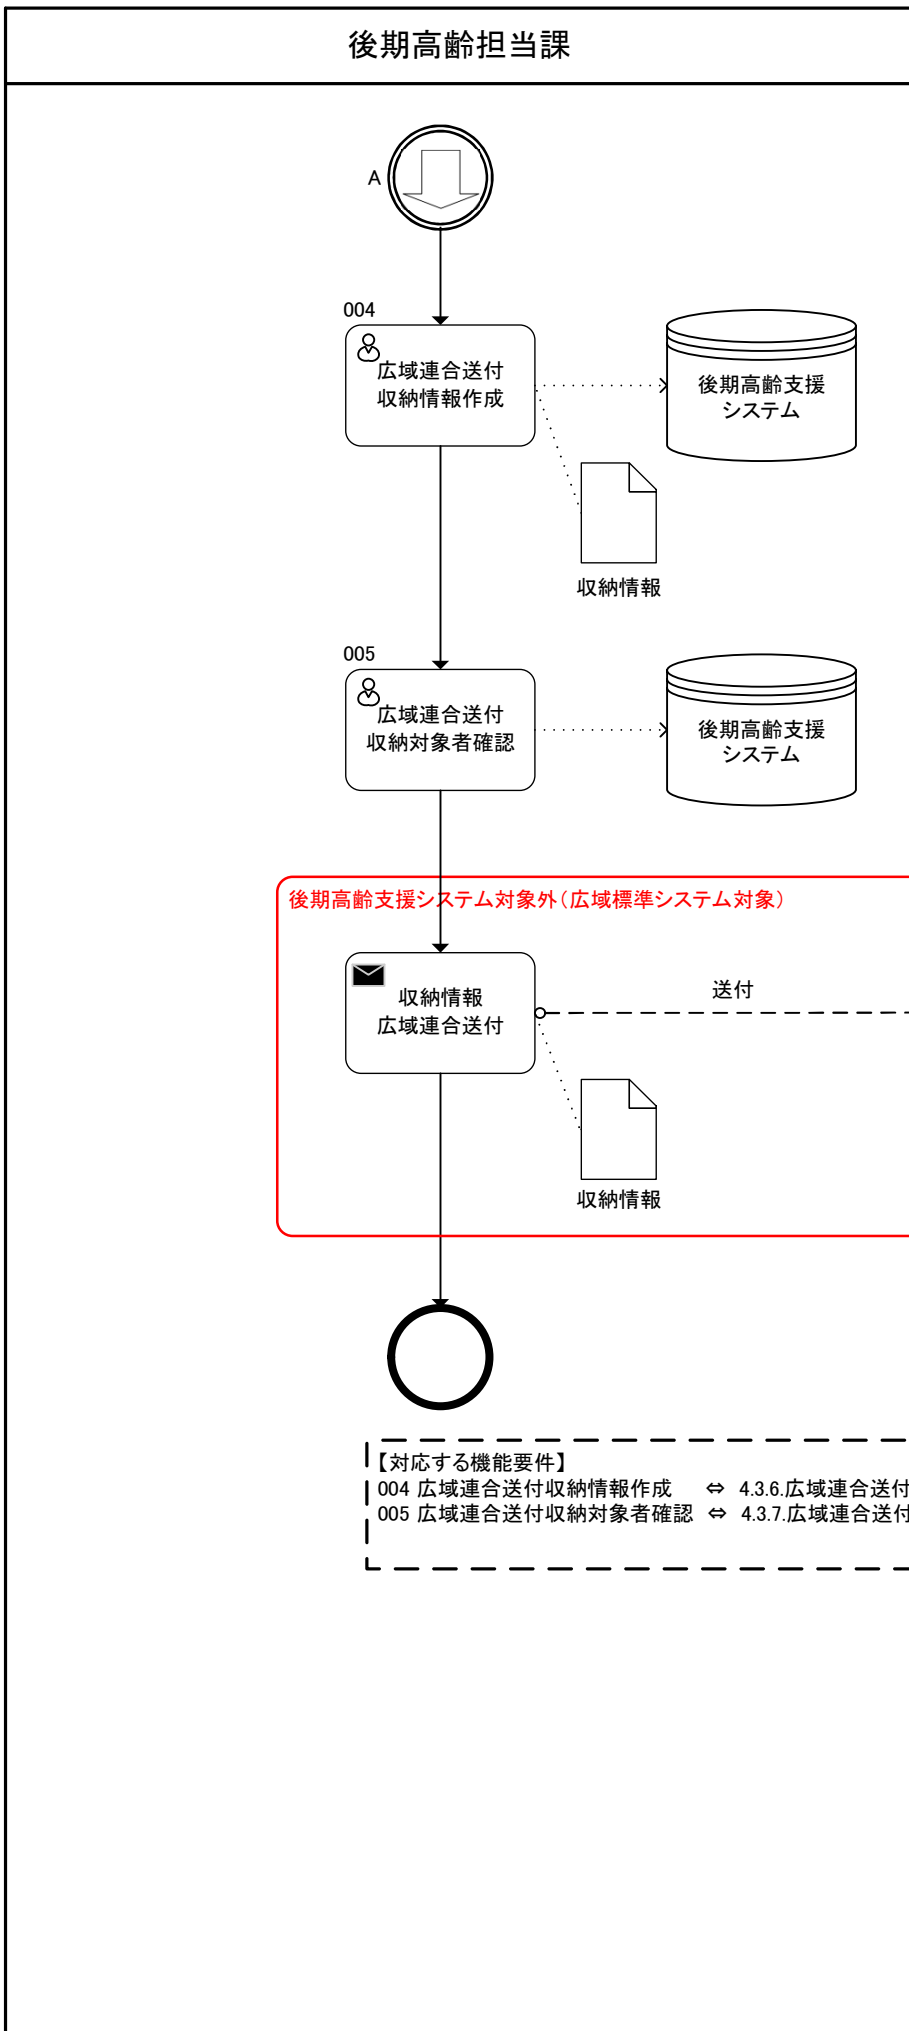 後期高齢担当課
A
004
広域連合送付
収納情報作成
後期高齢支援
システム
収納情報
005
広域連合送付
収納対象者確認
後期高齢支援
システム
後期高齢支援システム対象外（広域標準システム対象）
収納情報
広域連合送付
送付
収納情報
【対応する機能要件】
004 広域連合送付収納情報作成 ⇔ 4.3.6.広域連合送付
005 広域連合送付収納対象者確認 ⇔ 4.3.7.広域連合送付